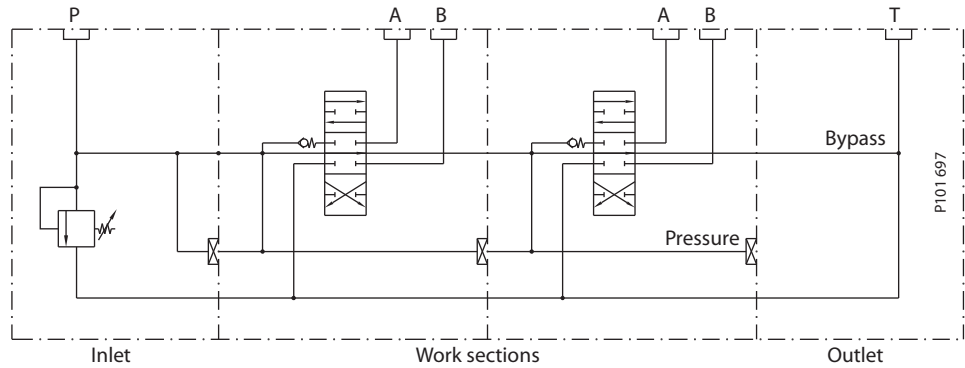 P A B A B T
Bypass
P101 697
Pressure
Inlet Work sections Outlet